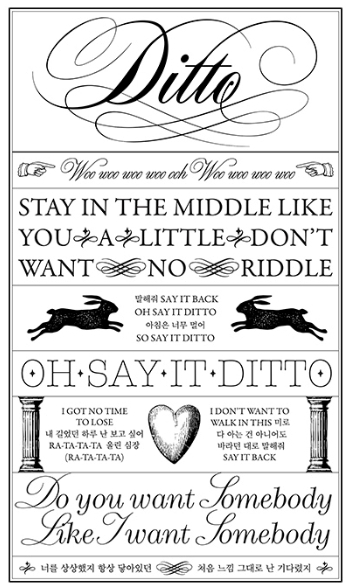 Ditto
Woo woo woo woo ooh Woo woo woo woo
STAY IN THE MIDDLE LIKE
YOU A LITTLE DON'T
WANT NO RIDDLE
말해줘 SAY IT BACK
OH SAY IT DITTO
아침은 너무 멀어
SO SAY IT DITTO
OH·SAY·IT·DITTO
I GOT NO TIME
TO LOSE
내 길었던 하루 난 보고 싶어
RA-TA-TA-TA 울린 심장
(RA-TA-TA-TA)
I DON'T WANT TO
WALK IN THIS 미로
다 아는 건 아니어도
바라던 대로 말해줘
SAY IT BACK
Do you want Somebody
Like I want Somebody
너를 상상했지 항상 닿아있던 처음 느낌 그대로 난 기다렸지